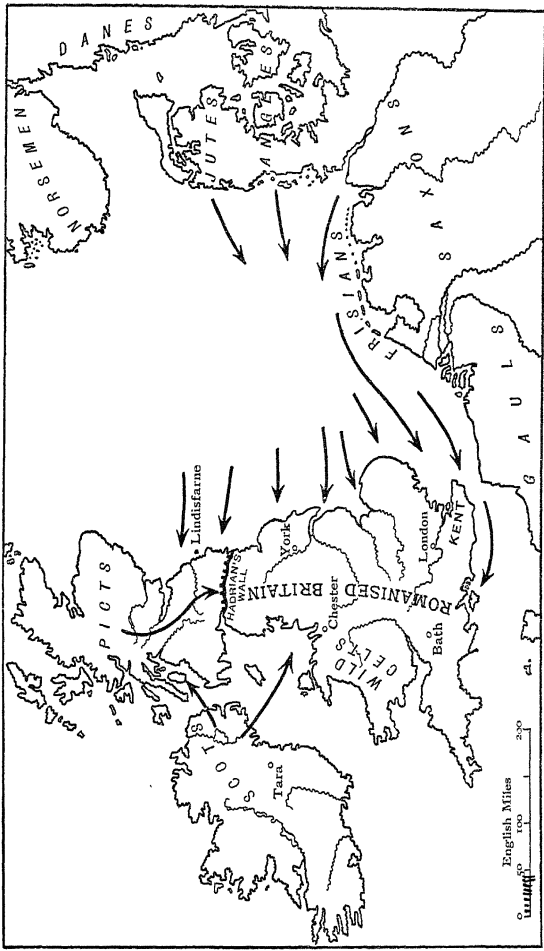 NORSEMEN
DANES
JUTES
ANGLES
SAXONS
FRISIANS
GAULS
PICTS
Lindisfarne
HADRIAN'S
WALL
York
ROMANISED BRITAIN
Chester
London
KENT
Bath
WILD
CELTS
SCOTS
Tara
English Miles
0 50 100 200